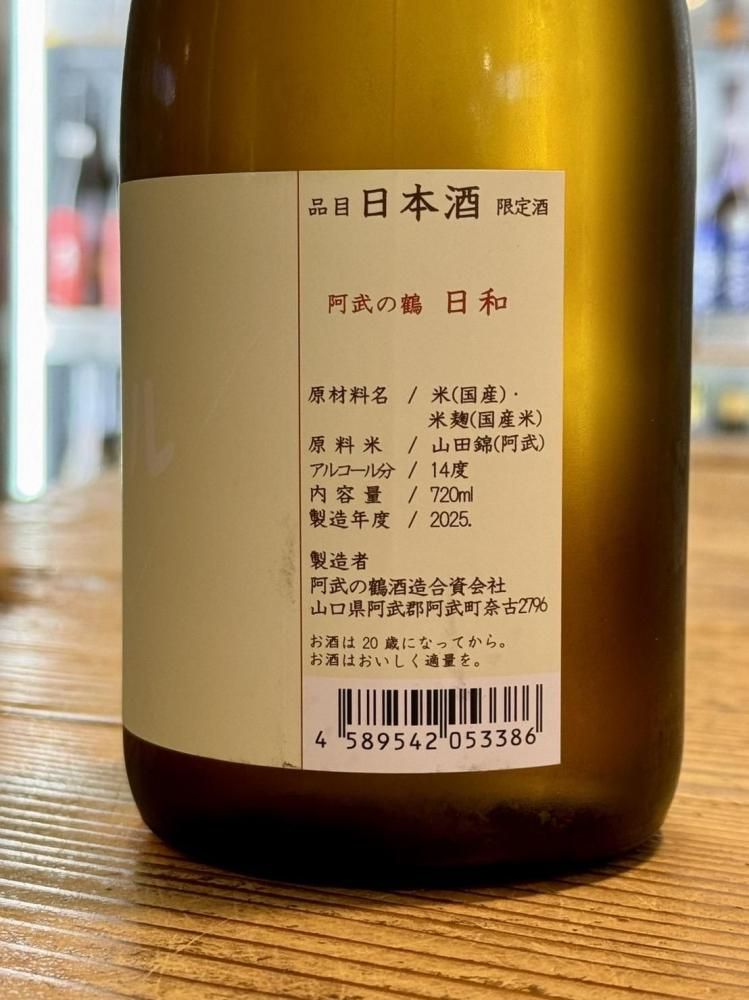 品目 日本酒 限定酒
阿武の鶴 日和
原材料名 / 米(国産)・
米麹(国産米)
原料米 / 山田錦(阿武)
アルコール分 / 14度
内容量 / 720ml
製造年度 / 2025.
製造者
阿武の鶴酒造合資会社
山口県阿武郡阿武町奈古2796
お酒は20歳になってから。
お酒はおいしく適量を。
4 589542 053386
ル